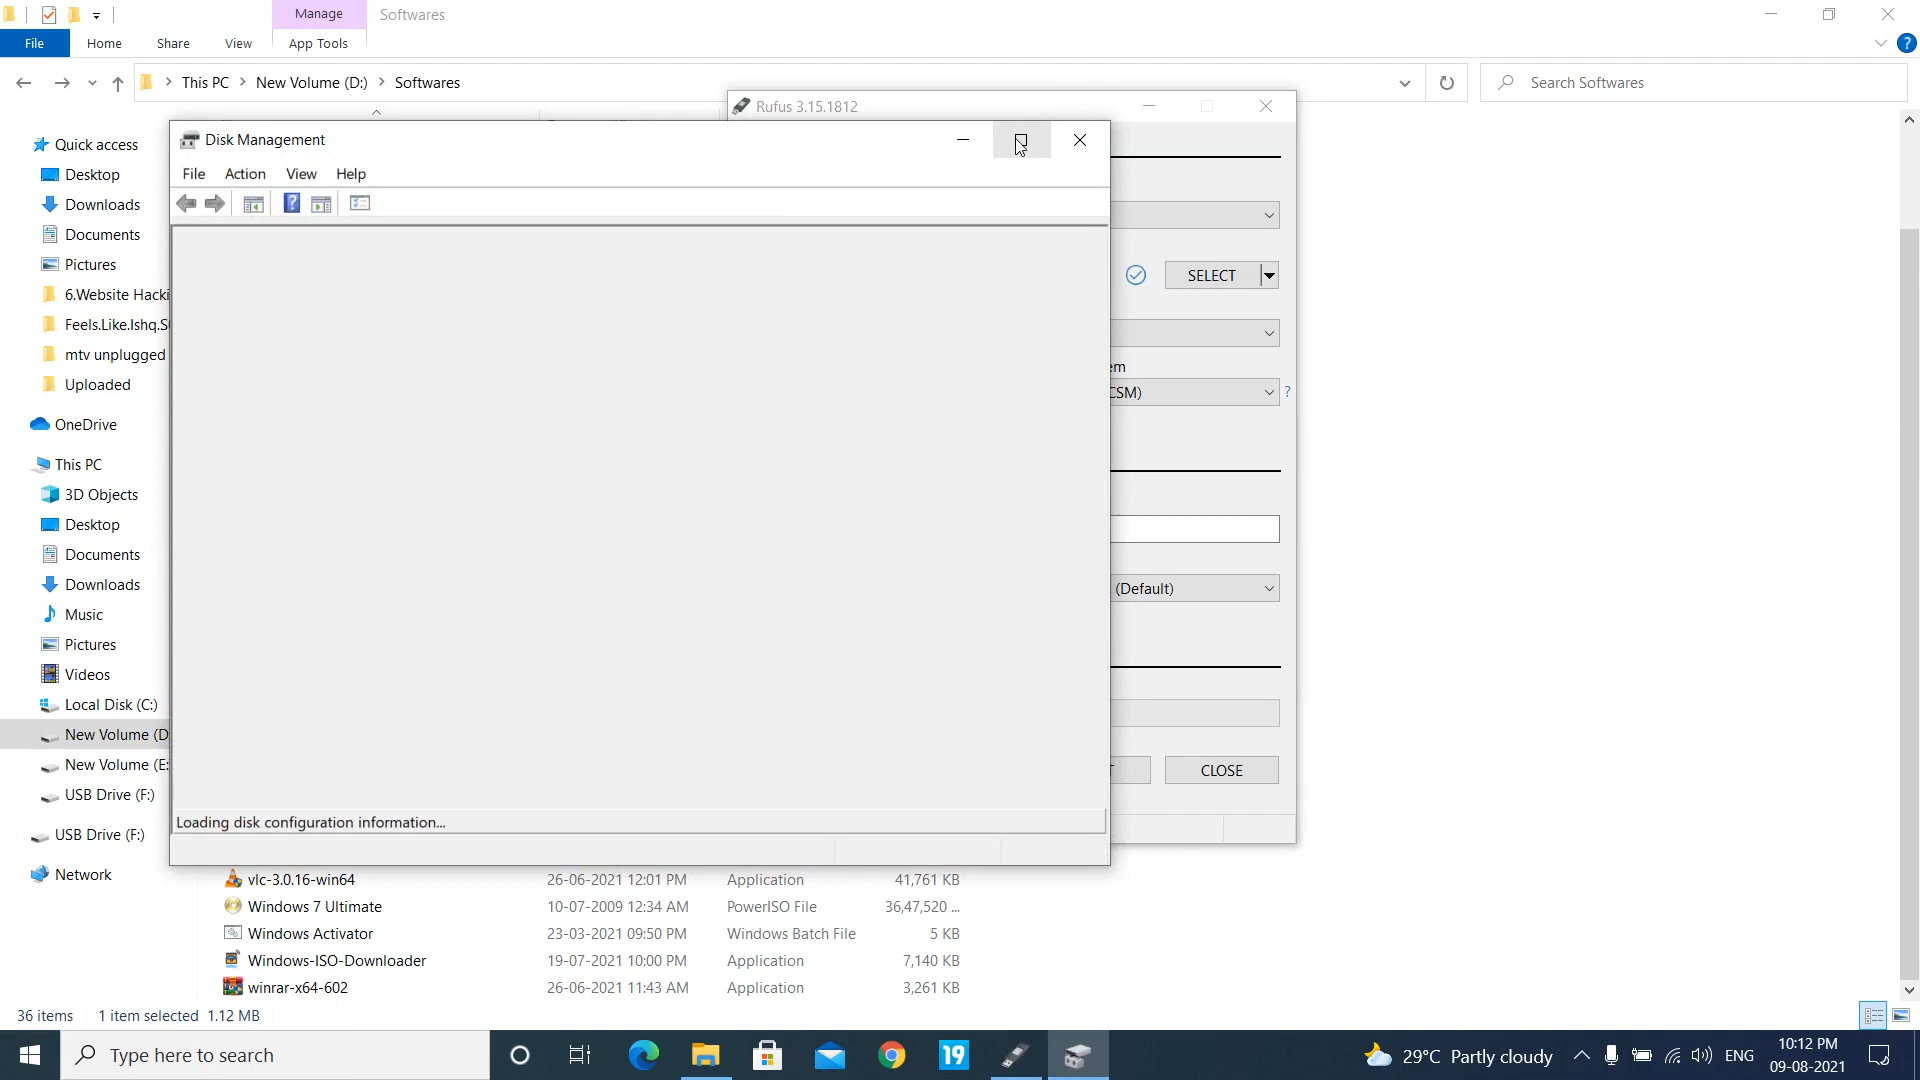 Manage
Softwares
File
Home
Share
View
App Tools
?
This PC
New Volume (D:)
Softwares
Search Softwares
Rufus 3.15.1812
Disk Management
File
Action
View
Help
SELECT
em
CSM)
?
(Default)
T
CLOSE
Loading disk configuration information...
Quick access
Desktop
Downloads
Documents
Pictures
6.Website Hacki
Feels.Like.Ishq.S
mtv unplugged
Uploaded
OneDrive
This PC
3D Objects
Desktop
Documents
Downloads
Music
Pictures
Videos
Local Disk (C:)
New Volume (D
New Volume (E:
USB Drive (F:)
USB Drive (F:)
Network
vlc-3.0.16-win64 26-06-2021 12:01 PM Application 41,761 KB
Windows 7 Ultimate 10-07-2009 12:34 AM PowerISO File 36,47,520 ...
Windows Activator 23-03-2021 09:50 PM Windows Batch File 5 KB
Windows-ISO-Downloader 19-07-2021 10:00 PM Application 7,140 KB
winrar-x64-602 26-06-2021 11:43 AM Application 3,261 KB
36 items 1 item selected 1.12 MB
Type here to search
19
29°C Partly cloudy
ENG
10:12 PM
09-08-2021